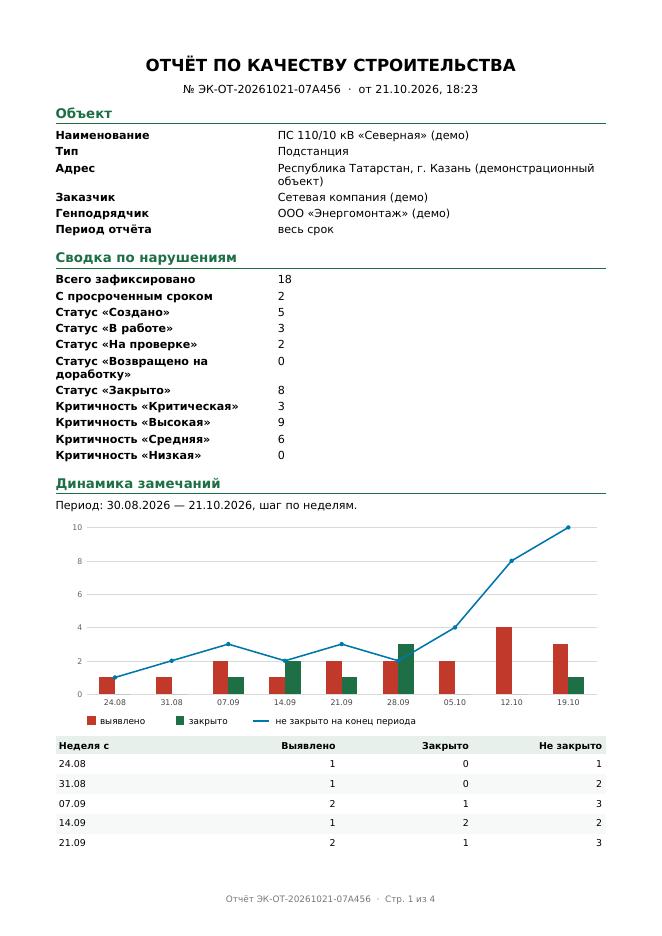 ОТЧЁТ ПО КАЧЕСТВУ СТРОИТЕЛЬСТВА
№ ЭК-ОТ-20261021-07А456 · от 21.10.2026, 18:23
Объект
Наименование ПС 110/10 кВ «Северная» (демо)
Тип Подстанция
Адрес Республика Татарстан, г. Казань (демонстрационный
объект)
Заказчик Сетевая компания (демо)
Генподрядчик ООО «Энергомонтаж» (демо)
Период отчёта весь срок
Сводка по нарушениям
Всего зафиксировано 18
С просроченным сроком 2
Статус «Создано» 5
Статус «В работе» 3
Статус «На проверке» 2
Статус «Возвращено на 0
доработку»
Статус «Закрыто» 8
Критичность «Критическая» 3
Критичность «Высокая» 9
Критичность «Средняя» 6
Критичность «Низкая» 0
Динамика замечаний
Период: 30.08.2026 — 21.10.2026, шаг по неделям.
10
8
6
4
2
0
24.08 31.08 07.09 14.09 21.09 28.09 05.10 12.10 19.10
выявлено закрыто не закрыто на конец периода
Неделя с Выявлено Закрыто Не закрыто
24.08 1 0 1
31.08 1 0 2
07.09 2 1 3
14.09 1 2 2
21.09 2 1 3
Отчёт ЭК-ОТ-20261021-07А456 · Стр. 1 из 4